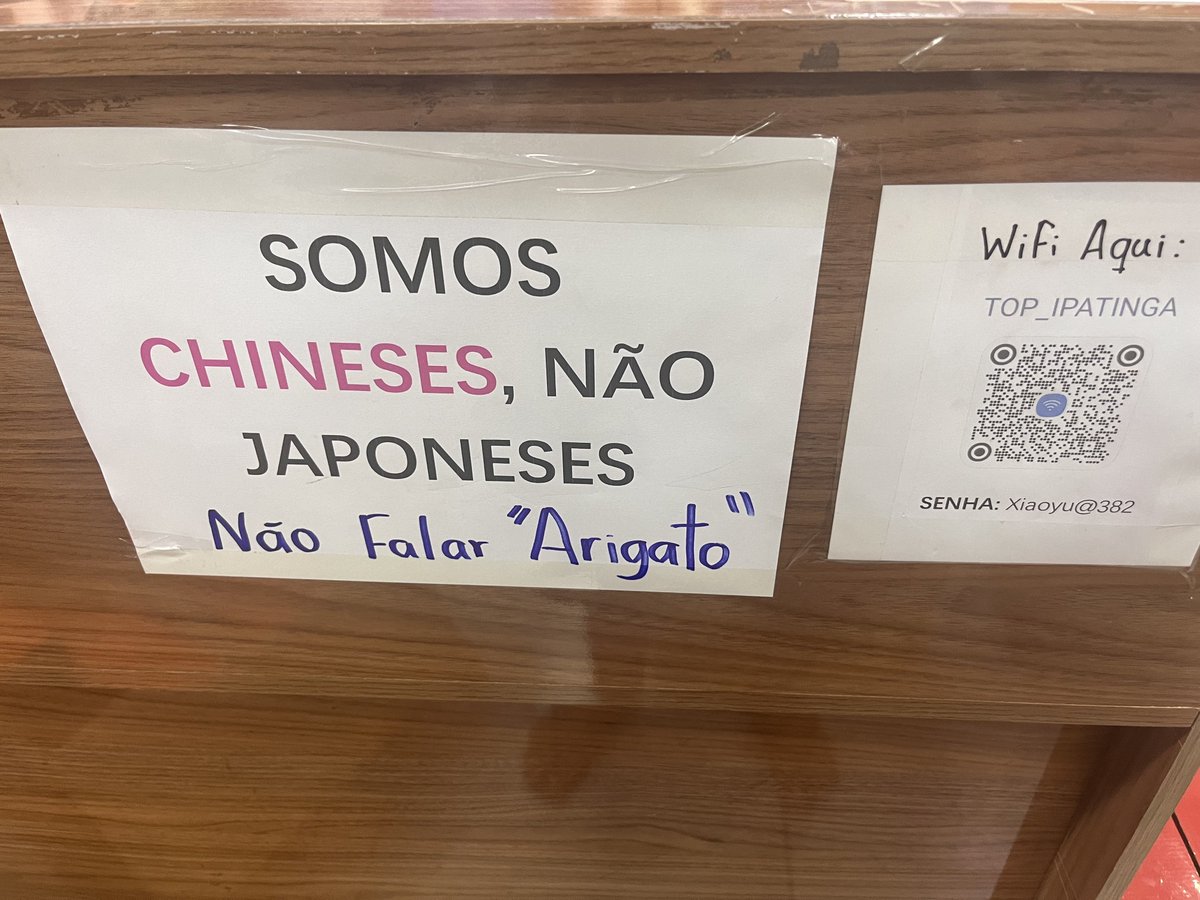 SOMOS
CHINESES, NÃO
JAPONESES
Não Falar "Arigato"
Wifi Aqui:
TOP_IPATINGA
SENHA: Xiaoyu@382